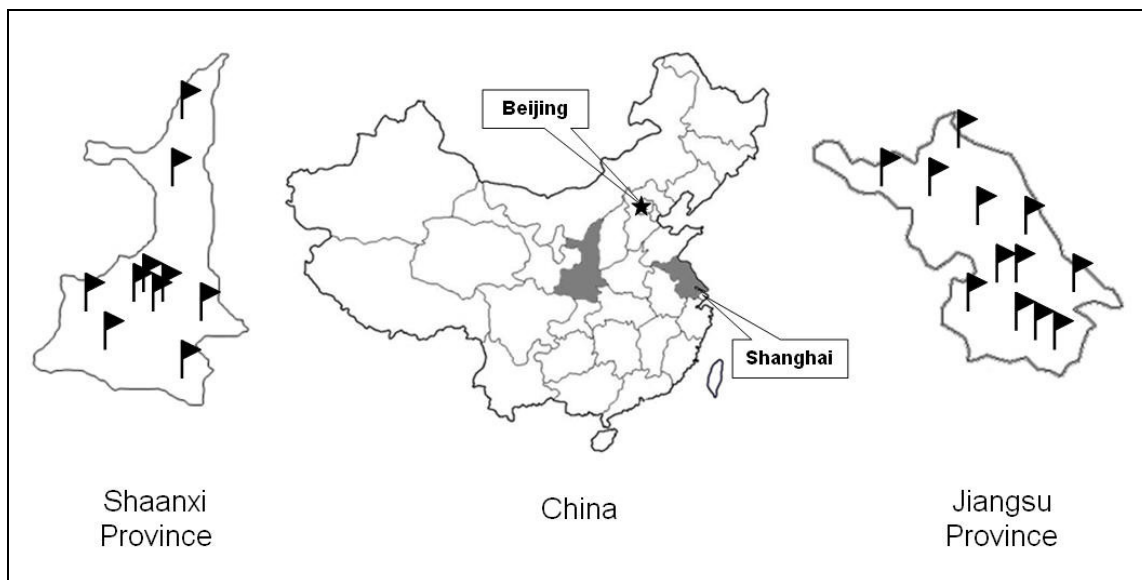 Beijing
Shanghai
Shaanxi
Province
China
Jiangsu
Province